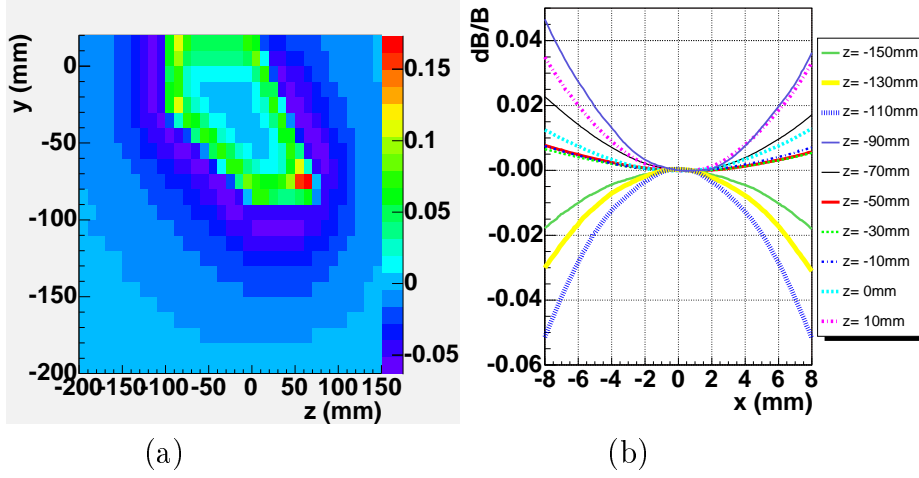 y (mm)
0
-50
-100
-150
-200
-200
-150
-100
-50
0
50
100
150
z (mm)
0.15
0.1
0.05
0
-0.05
(a)
dB/B
0.04
0.02
-0.00
-0.02
-0.04
-0.06
-8
-6
-4
-2
0
2
4
6
8
x (mm)
z= -150mm
z= -130mm
z= -110mm
z= -90mm
z= -70mm
z= -50mm
z= -30mm
z= -10mm
z= 0mm
z= 10mm
(b)